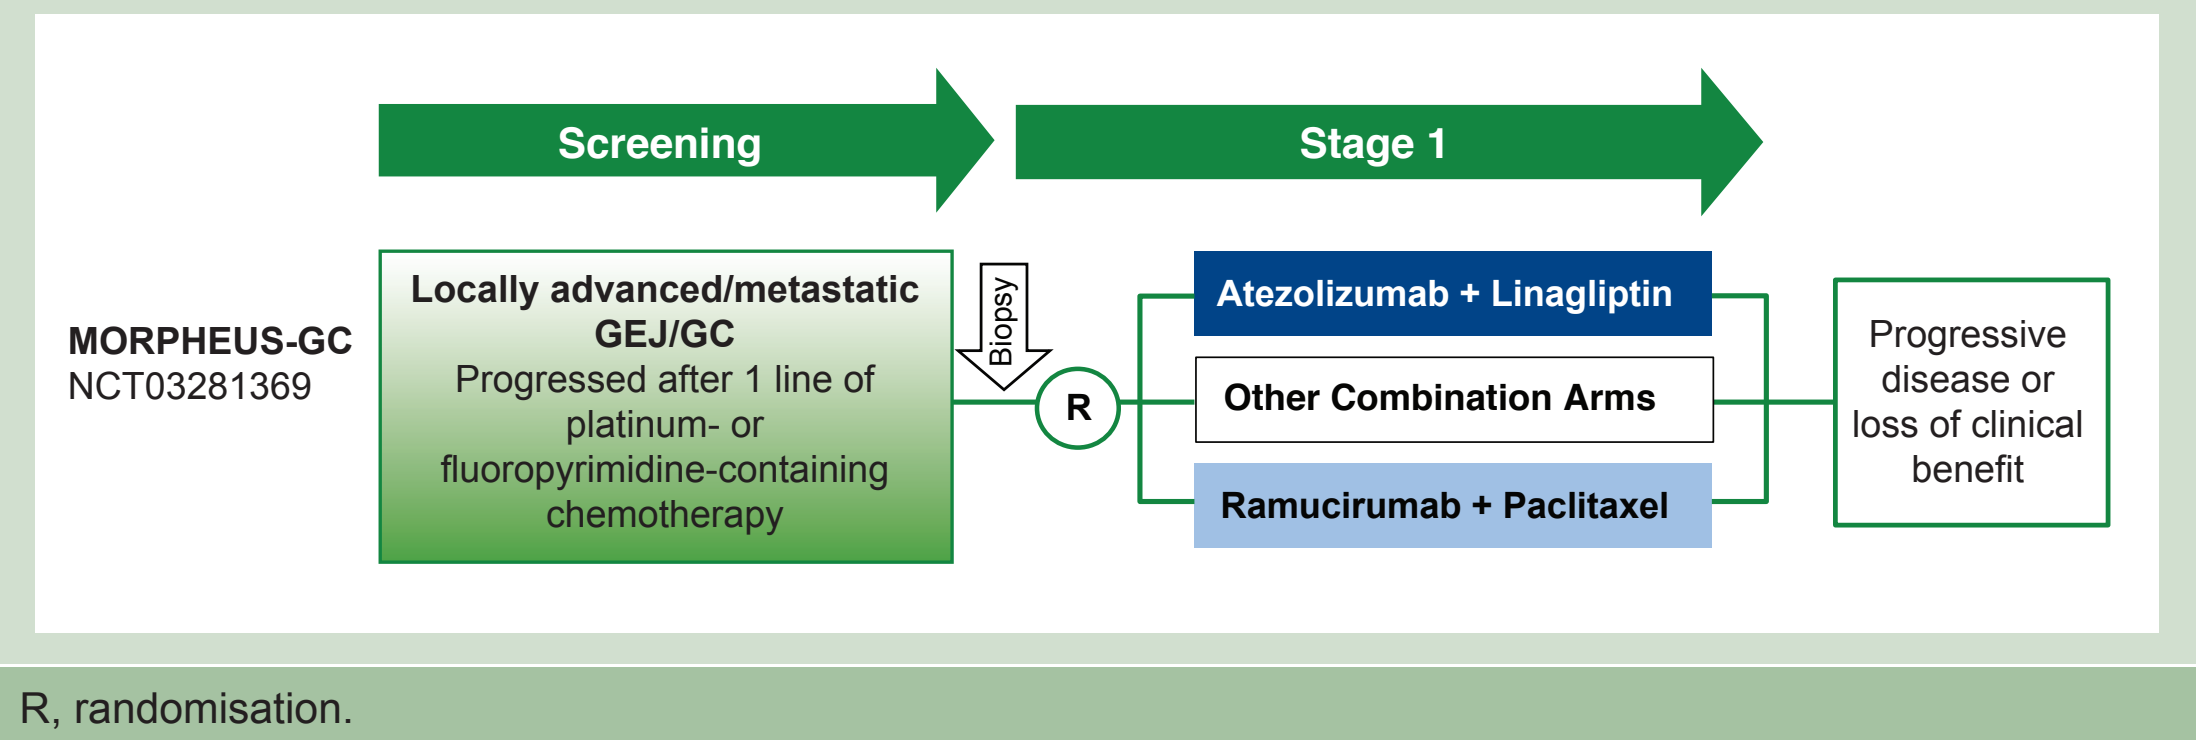 Screening
Stage 1
MORPHEUS-GC
NCT03281369
Locally advanced/metastatic
GEJ/GC
Progressed after 1 line of
platinum- or
fluoropyrimidine-containing
chemotherapy
Biopsy
R
Atezolizumab + Linagliptin
Other Combination Arms
Ramucirumab + Paclitaxel
Progressive
disease or
loss of clinical
benefit
R, randomisation.